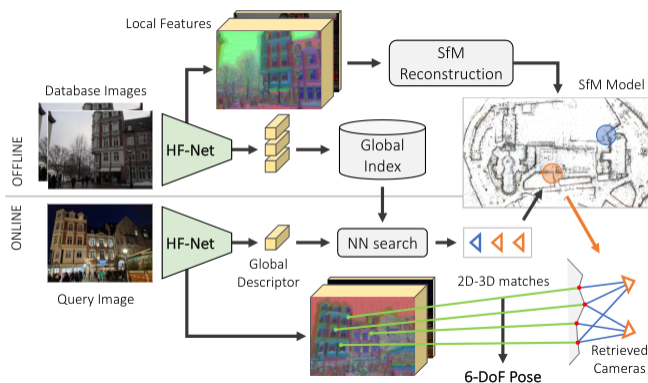 Local Features
SfM
Reconstruction
SfM Model
Database Images
HF-Net
Global
Index
OFFLINE
ONLINE
HF-Net
Global
Descriptor
NN search
Query Image
2D-3D matches
6-DoF Pose
Retrieved
Cameras